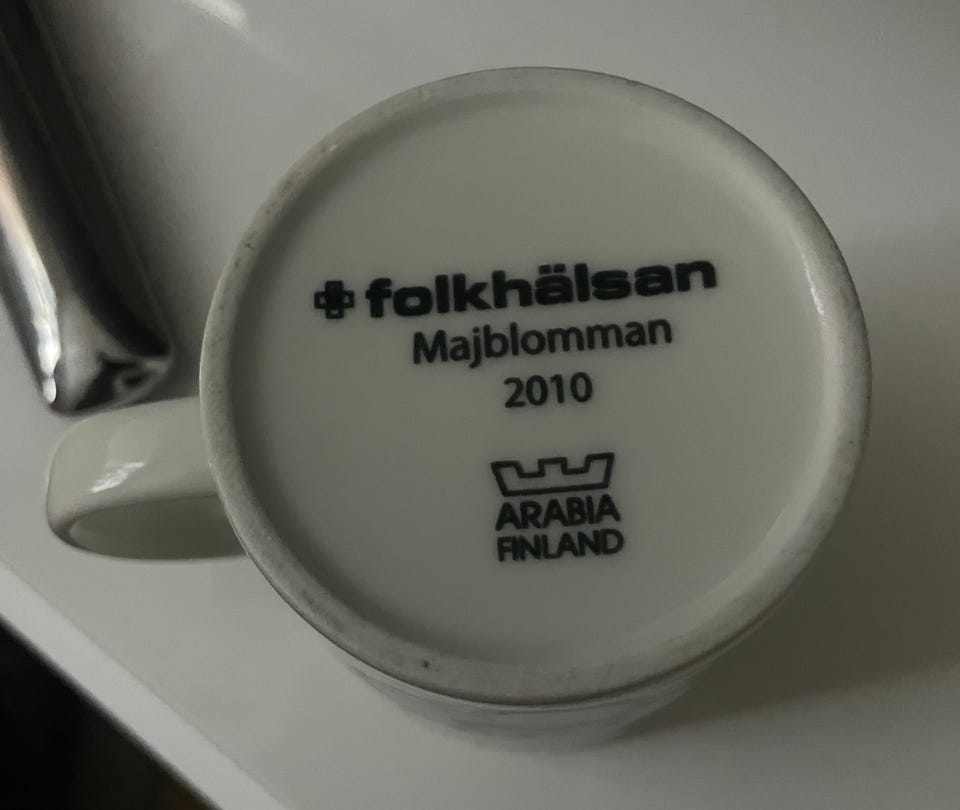 folkhälsan
Majblomman
2010
ARABIA
FINLAND